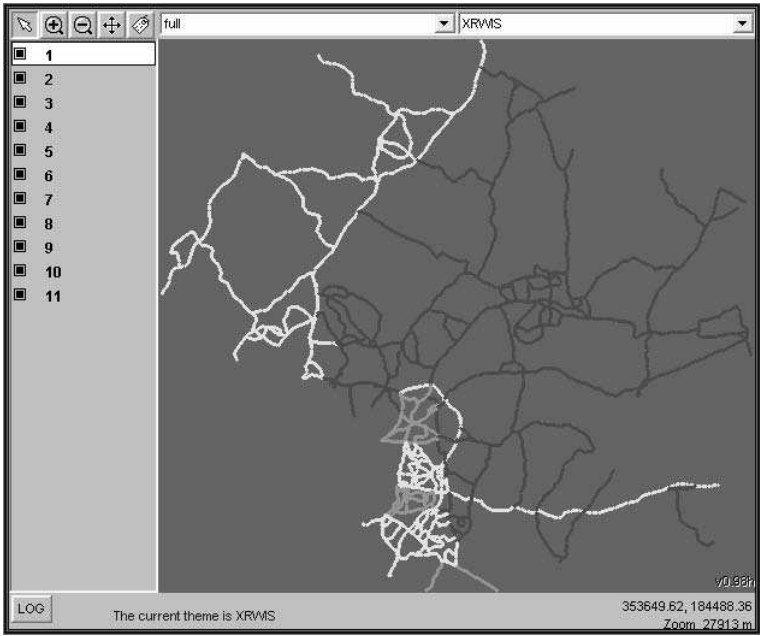 full
XRWIS
1
2
3
4
5
6
7
8
9
10
11
v0.98h
LOG
The current theme is XRWIS
353649.62, 184488.36
Zoom 27913 m